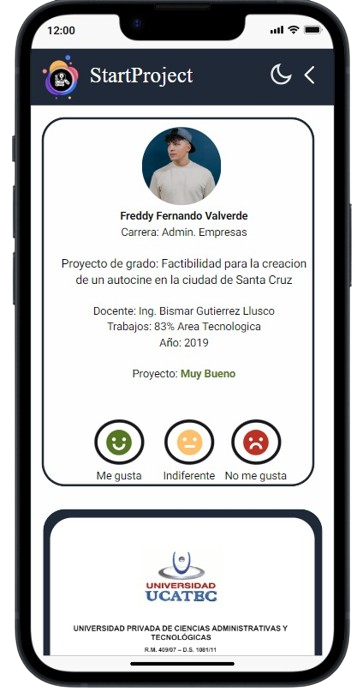 12:00
StartProject
Freddy Fernando Valverde
Carrera: Admin. Empresas
Proyecto de grado: Factibilidad para la creacion
de un autocine en la ciudad de Santa Cruz
Docente: Ing. Bismar Gutierrez Llusco
Trabajos: 83% Area Tecnologica
Año: 2019
Proyecto: Muy Bueno
Me gusta
Indiferente
No me gusta
UNIVERSIDAD
UCATEC
UNIVERSIDAD PRIVADA DE CIENCIAS ADMINISTRATIVAS Y
TECNOLÓGICAS
R.M. 409/07 – D.S. 1081/11